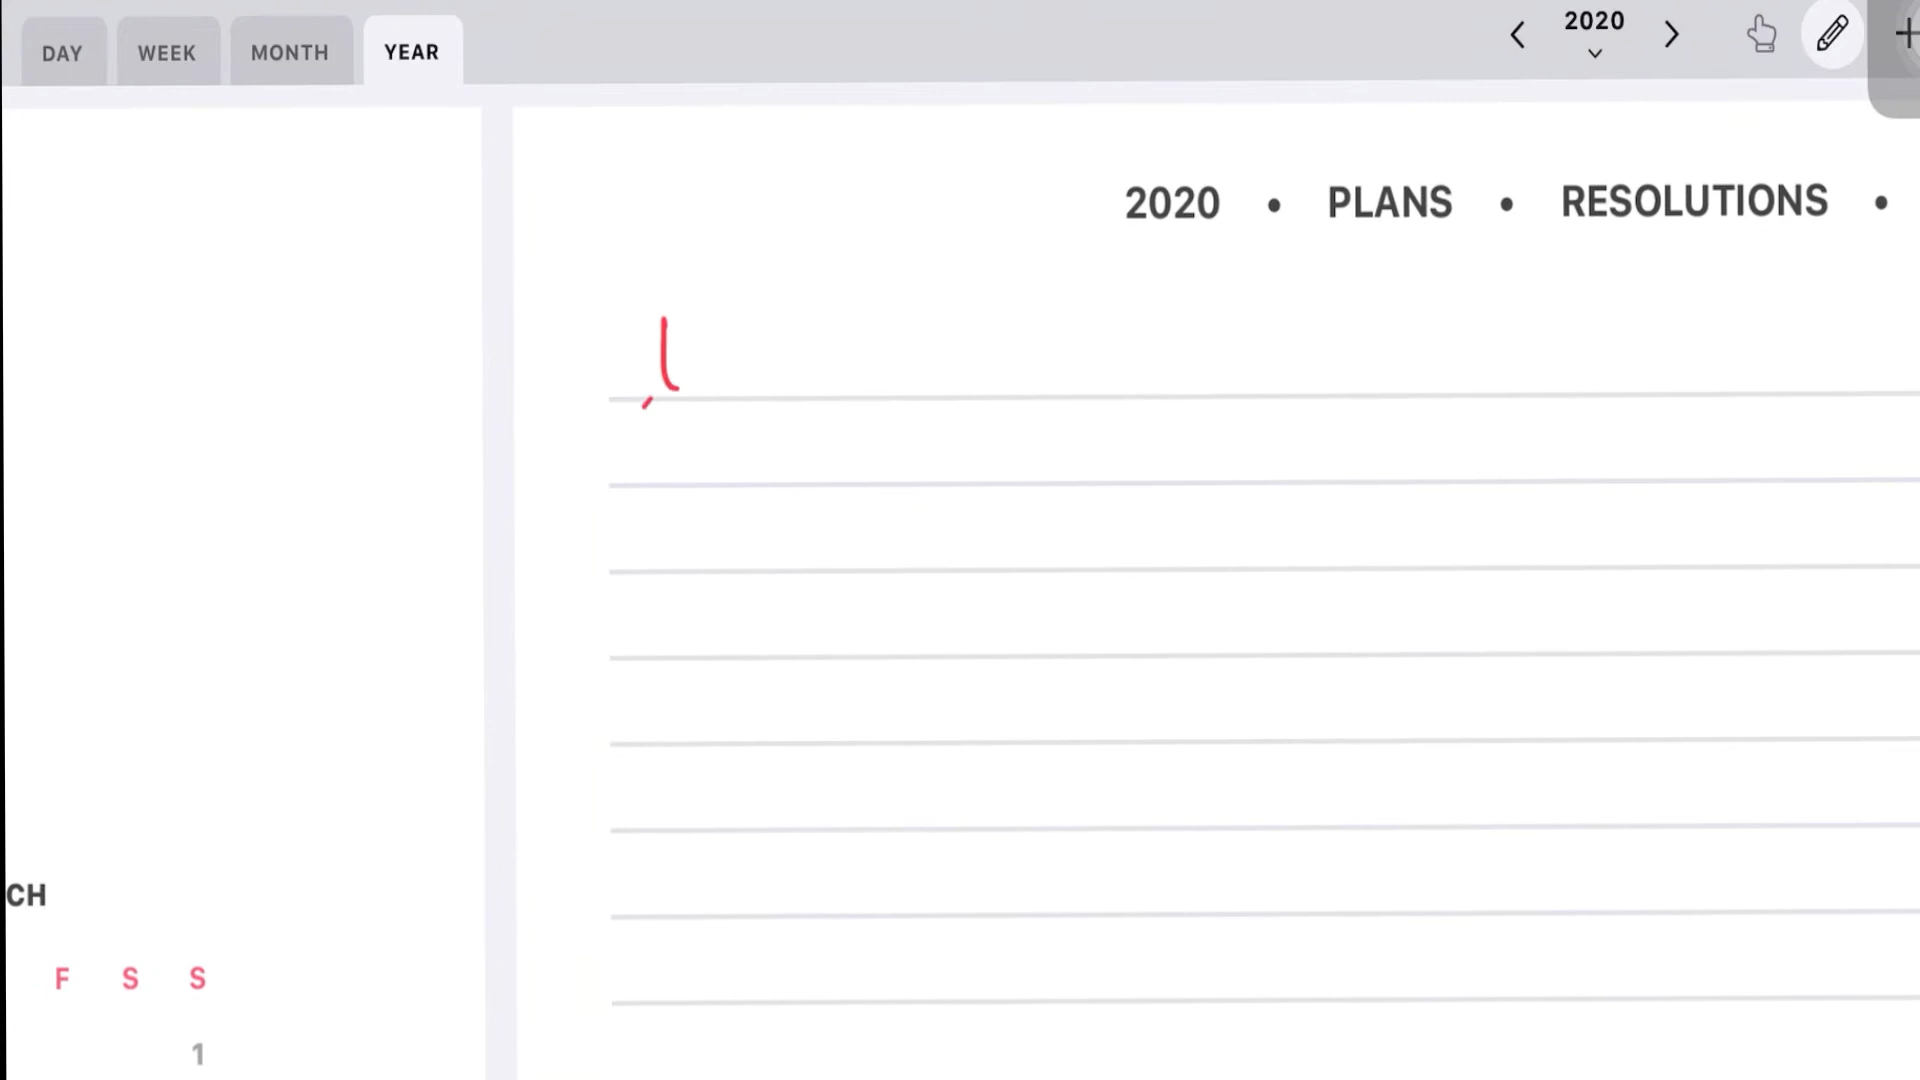 DAY WEEK MONTH YEAR 2020
2020 • PLANS • RESOLUTIONS •
CH
F S S
1